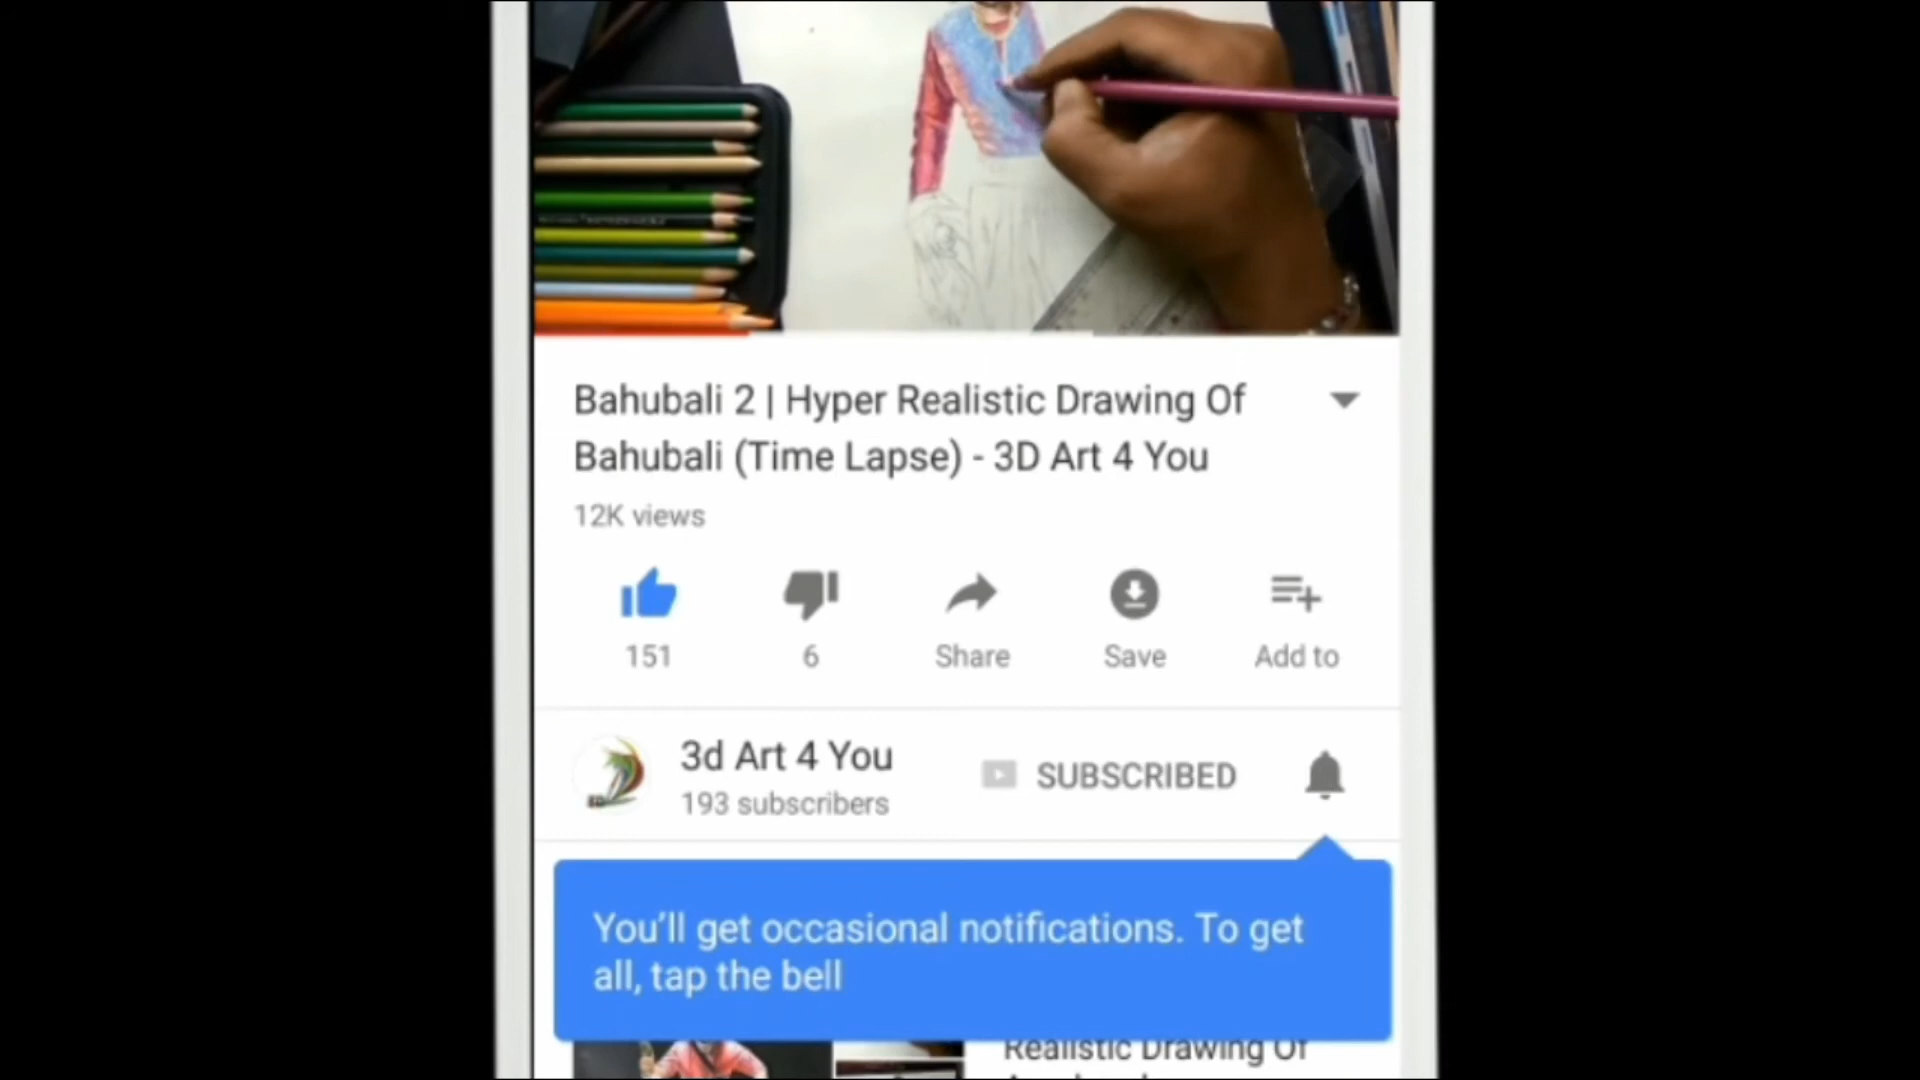 Bahubali 2 | Hyper Realistic Drawing Of
Bahubali (Time Lapse) - 3D Art 4 You
12K views
151
6
Share
Save
Add to
3d Art 4 You
193 subscribers
SUBSCRIBED
You’ll get occasional notifications. To get
all, tap the bell
Realistic Drawing Of